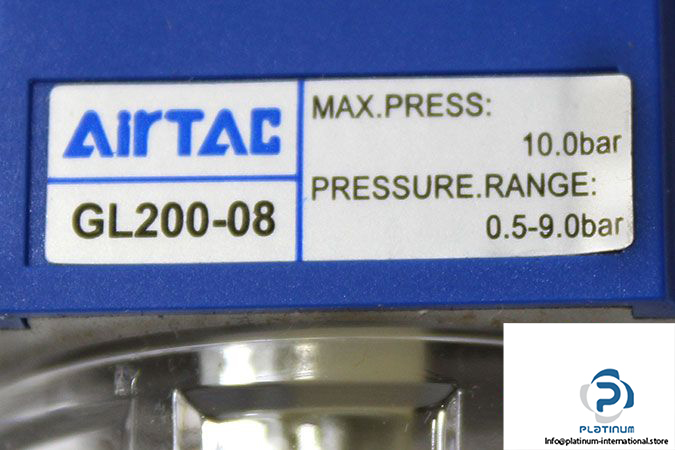 AirTAC
GL200-08
MAX.PRESS:
10.0bar
PRESSURE.RANGE:
0.5-9.0bar
PLATINUM
Info@platinum-international.store